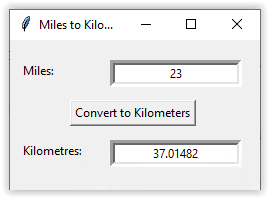 Miles to Kilo...
Miles:
23
Convert to Kilometers
Kilometres:
37.01482